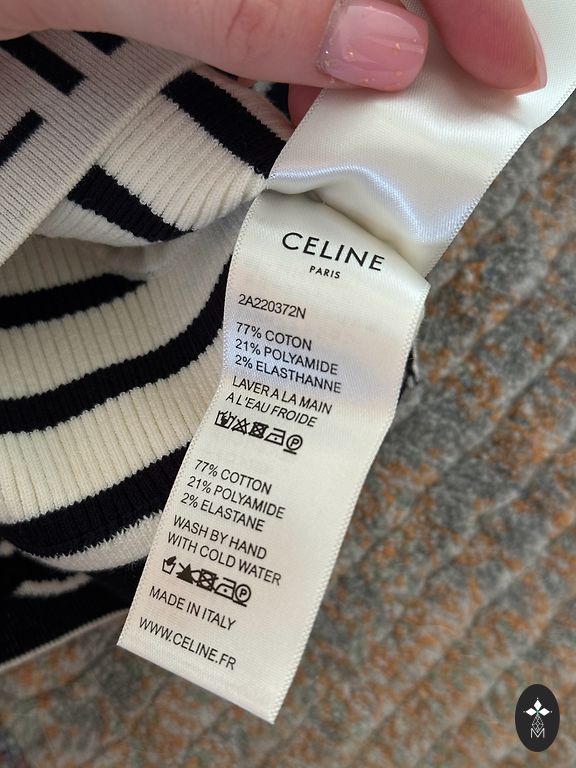 CELINE
PARIS
2A220372N
77% COTON
21% POLYAMIDE
2% ELASTHANNE
LAVER A LA MAIN
A L'EAU FROIDE
P
77% COTTON
21% POLYAMIDE
2% ELASTANE
WASH BY HAND
WITH COLD WATER
P
MADE IN ITALY
WWW.CELINE.FR
M